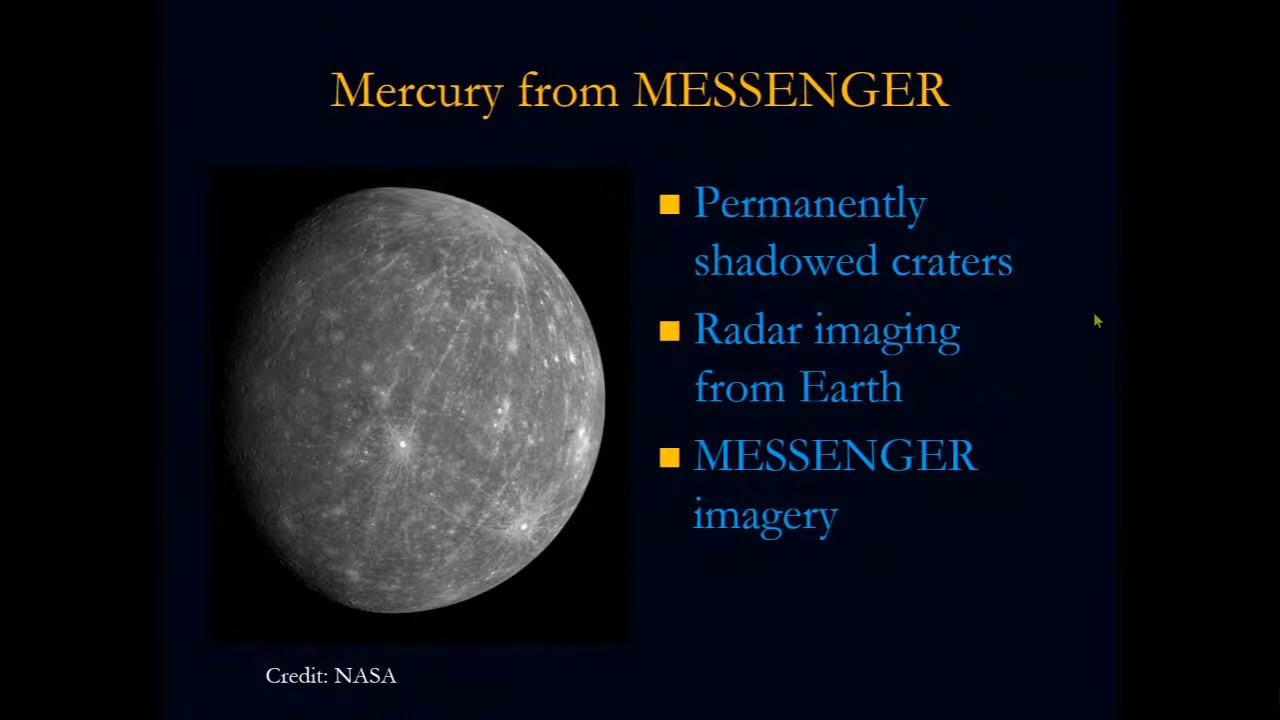 Mercury from MESSENGER
Permanently
shadowed craters
Radar imaging
from Earth
MESSENGER
imagery
Credit: NASA